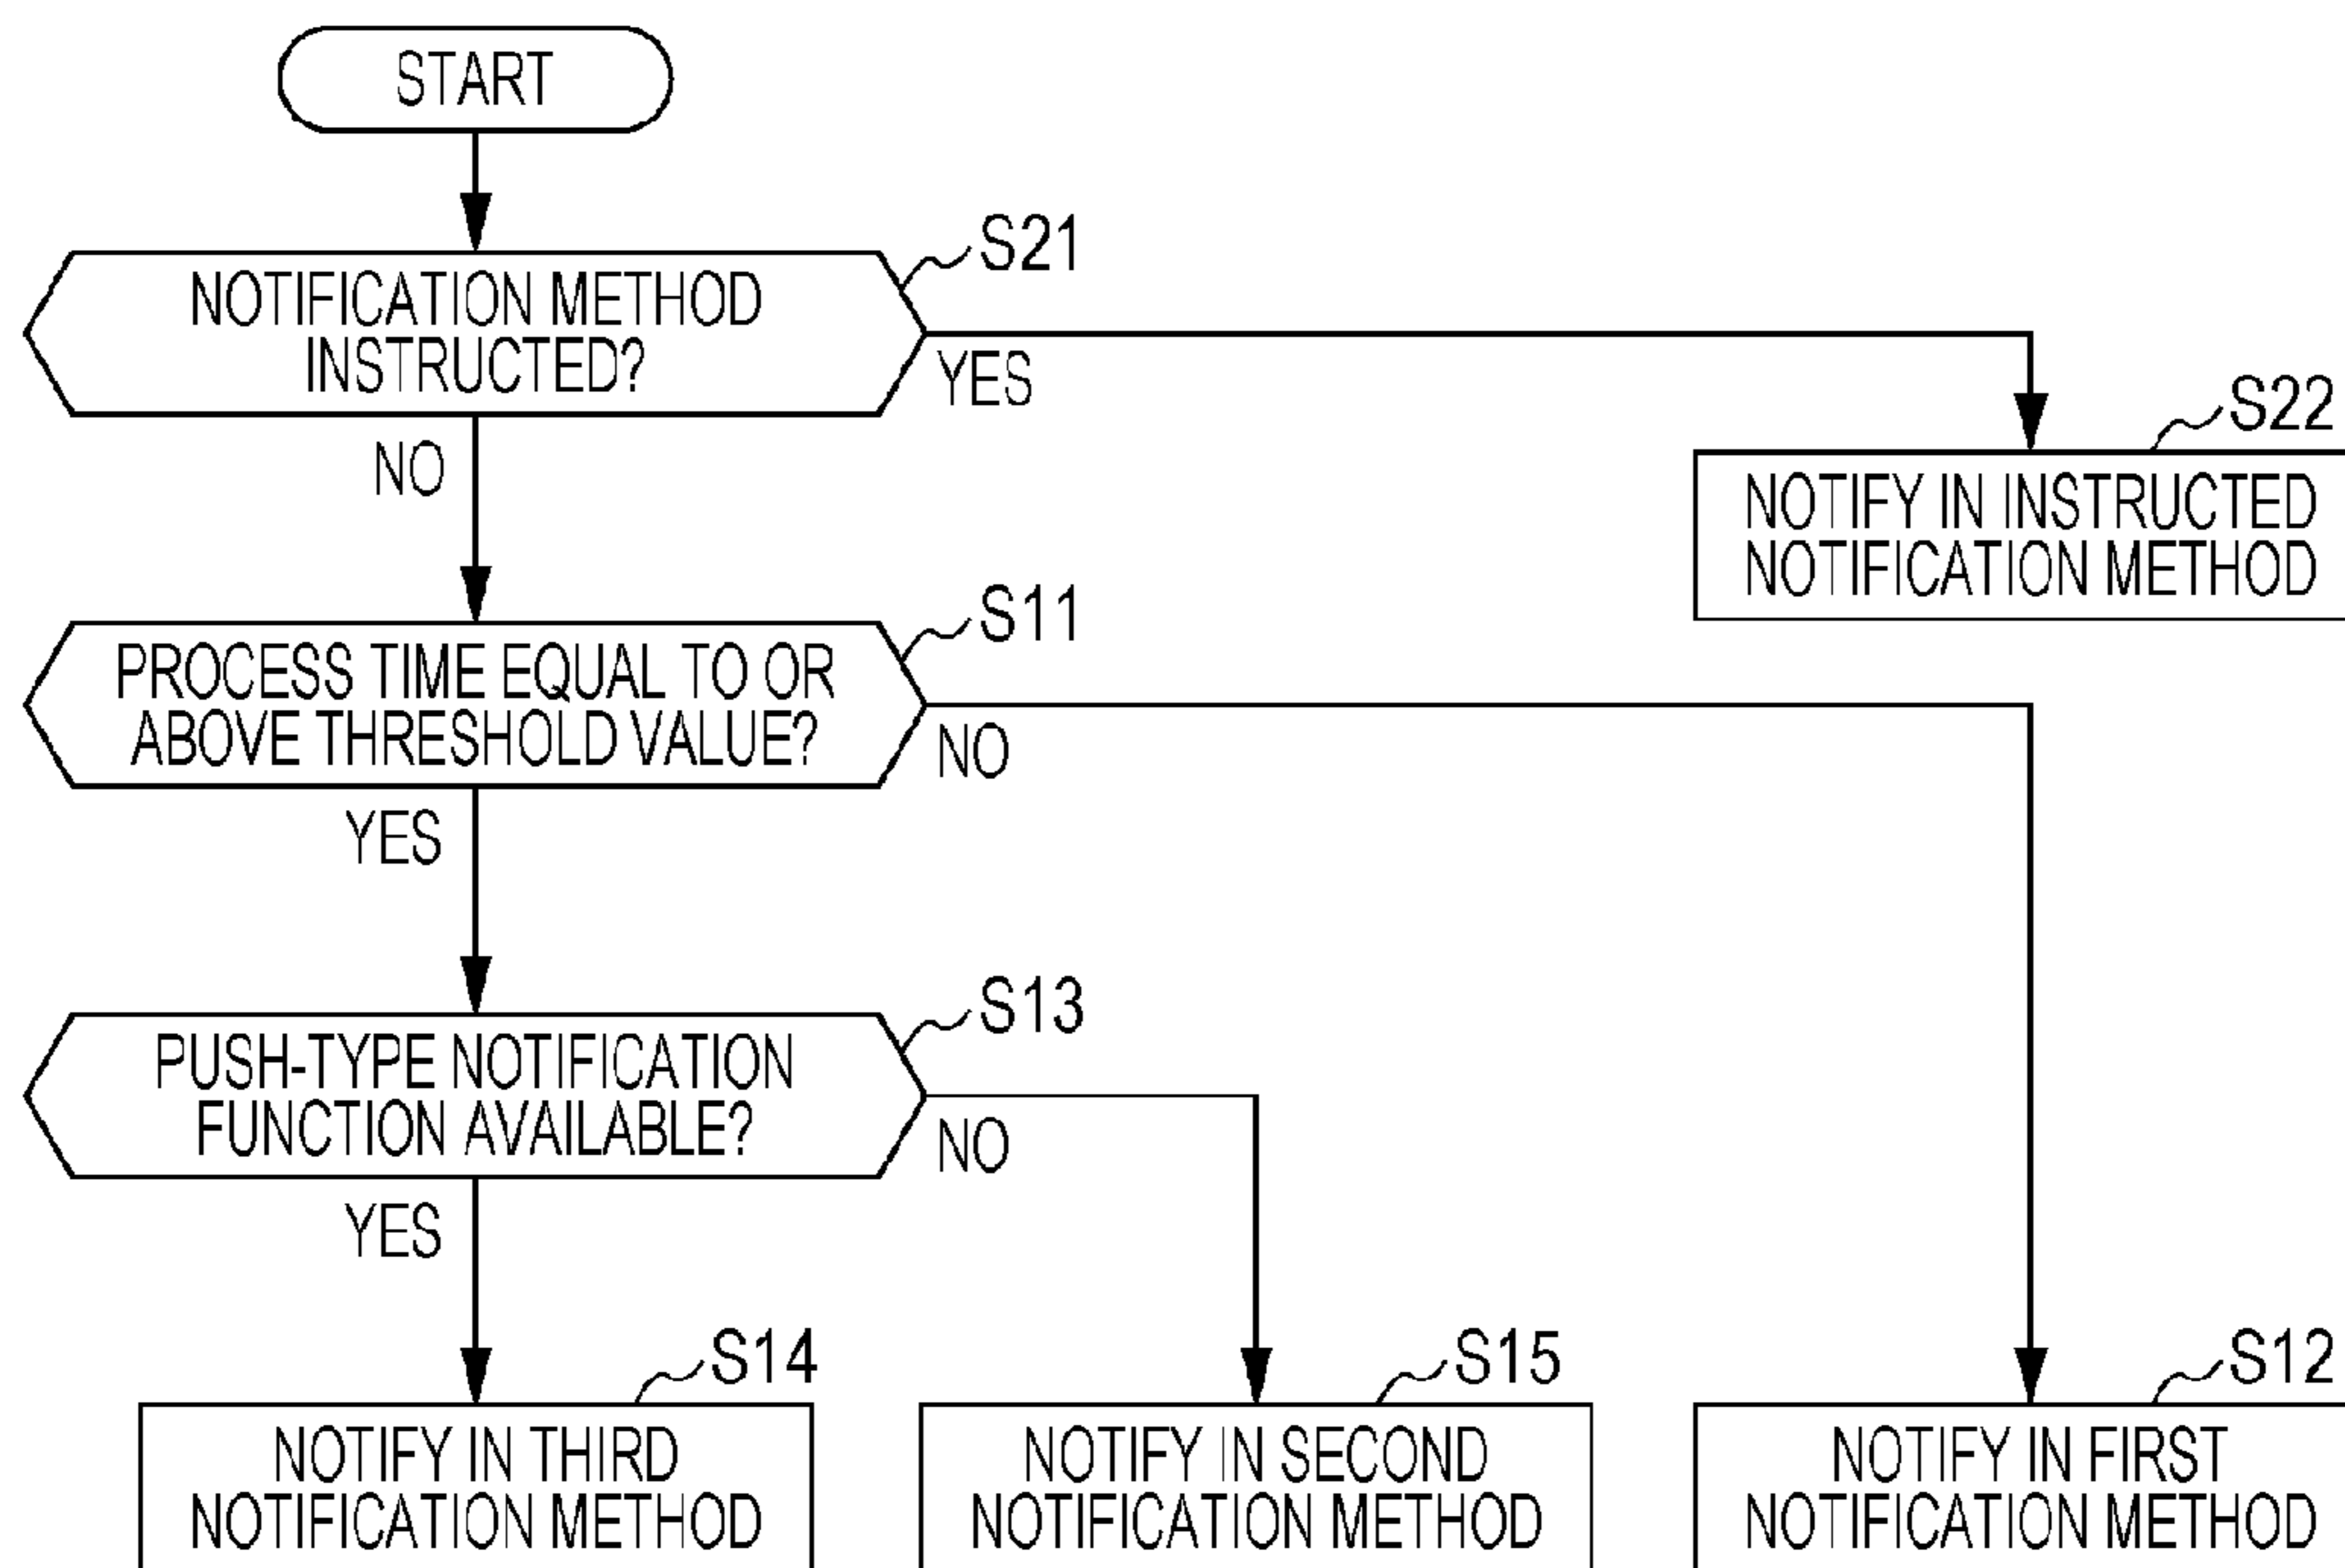 START
S21
NOTIFICATION METHOD
INSTRUCTED?
YES
NO
S22
NOTIFY IN INSTRUCTED
NOTIFICATION METHOD
S11
PROCESS TIME EQUAL TO OR
ABOVE THRESHOLD VALUE?
NO
YES
S13
PUSH-TYPE NOTIFICATION
FUNCTION AVAILABLE?
NO
YES
S14
NOTIFY IN THIRD
NOTIFICATION METHOD
S15
NOTIFY IN SECOND
NOTIFICATION METHOD
S12
NOTIFY IN FIRST
NOTIFICATION METHOD